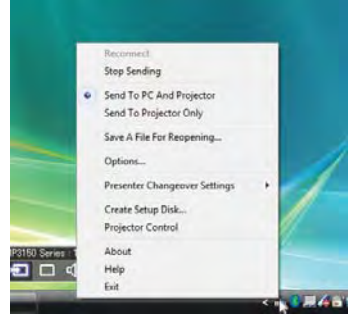 Reconnect
Stop Sending
Send To PC And Projector
Send To Projector Only
Save A File For Reopening...
Options...
Presenter Changeover Settings
Create Setup Disk...
Projector Control
About
Help
Exit
P3150 Series